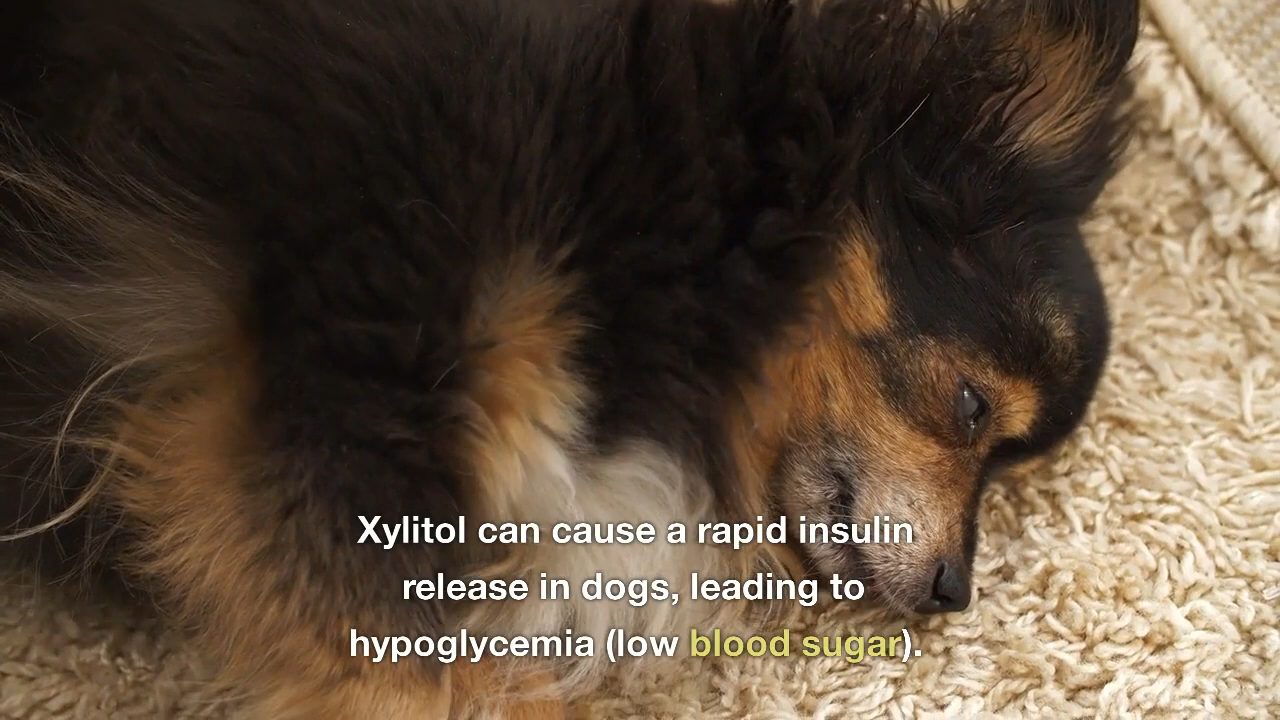 Xylitol can cause a rapid insulin
release in dogs, leading to
hypoglycemia (low blood sugar).